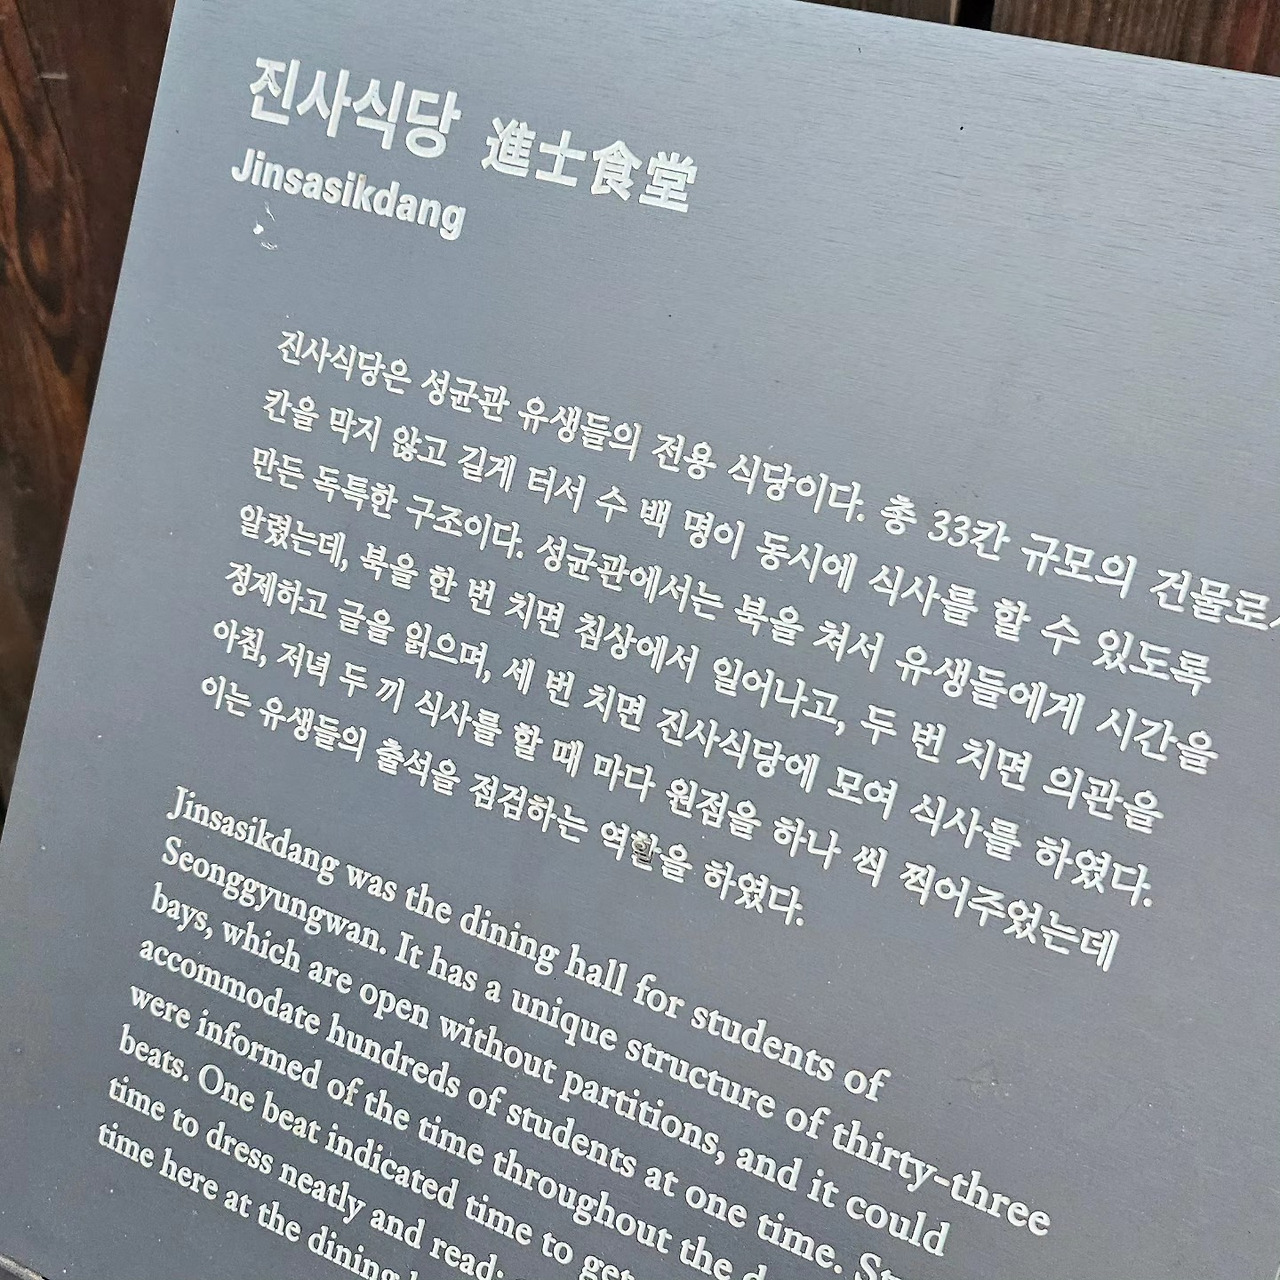 진사식당 進士食堂
Jinsasikdang
진사식당은 성균관 유생들의 전용 식당이다. 총 33칸 규모의 건물로
칸을 막지 않고 길게 터서 수 백 명이 동시에 식사를 할 수 있도록
만든 독특한 구조이다. 성균관에서는 북을 쳐서 유생들에게 시간을
알렸는데, 북을 한 번 치면 침상에서 일어나고, 두 번 치면 의관을
정제하고 글을 읽으며, 세 번 치면 진사식당에 모여 식사를 하였다.
아침, 저녁 두 끼 식사를 할 때 마다 원점을 하나 씩 찍어주었는데
이는 유생들의 출석을 점검하는 역할을 하였다.
Jinsasikdang was the dining hall for students of
Seonggyungwan. It has a unique structure of thirty-three
bays, which are open without partitions, and it could
accommodate hundreds of students at one time.
were informed of the time throughout the
beats. One beat indicated time to
time to dress neatly and read;
time here at the dining